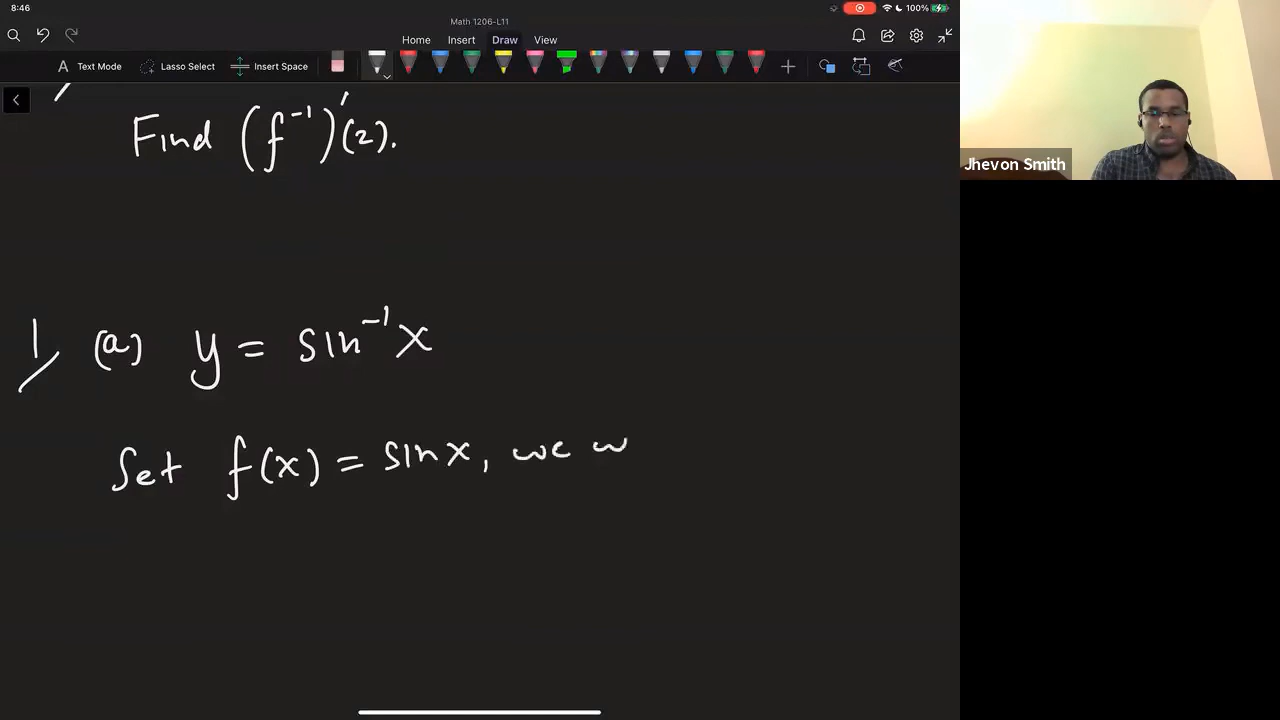 8:46
100%
Math 1206-L11
Home Insert Draw View
Text Mode Lasso Select Insert Space
Find (f⁻¹)'(2).
Jhevon Smith
1/ (a) y = sin⁻¹x
Set f(x) = sinx, we w